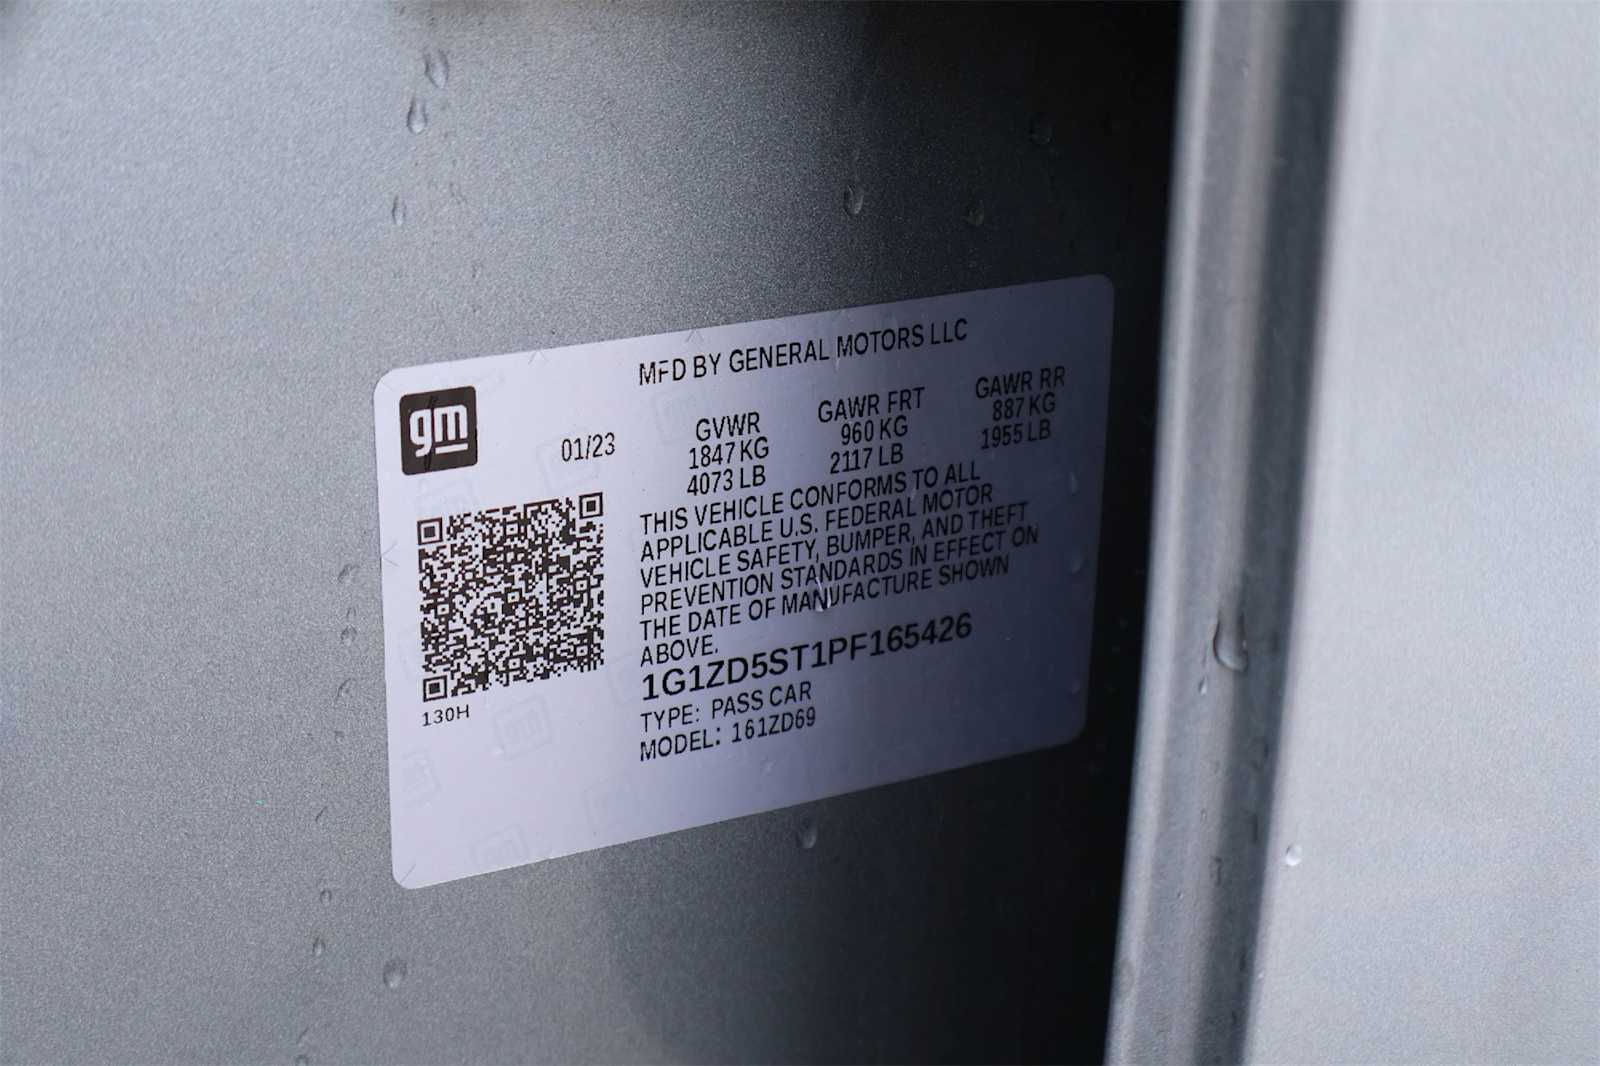 MFD BY GENERAL MOTORS LLC
gm
01/23
GVWR GAWR FRT GAWR RR
1847 KG 960 KG 887 KG
4073 LB 2117 LB 1955 LB
THIS VEHICLE CONFORMS TO ALL
APPLICABLE U.S. FEDERAL MOTOR
VEHICLE SAFETY, BUMPER, AND THEFT
PREVENTION STANDARDS IN EFFECT ON
THE DATE OF MANUFACTURE SHOWN
ABOVE.
1G1ZD5ST1PF165426
TYPE: PASS CAR
MODEL: 161ZD69
130H